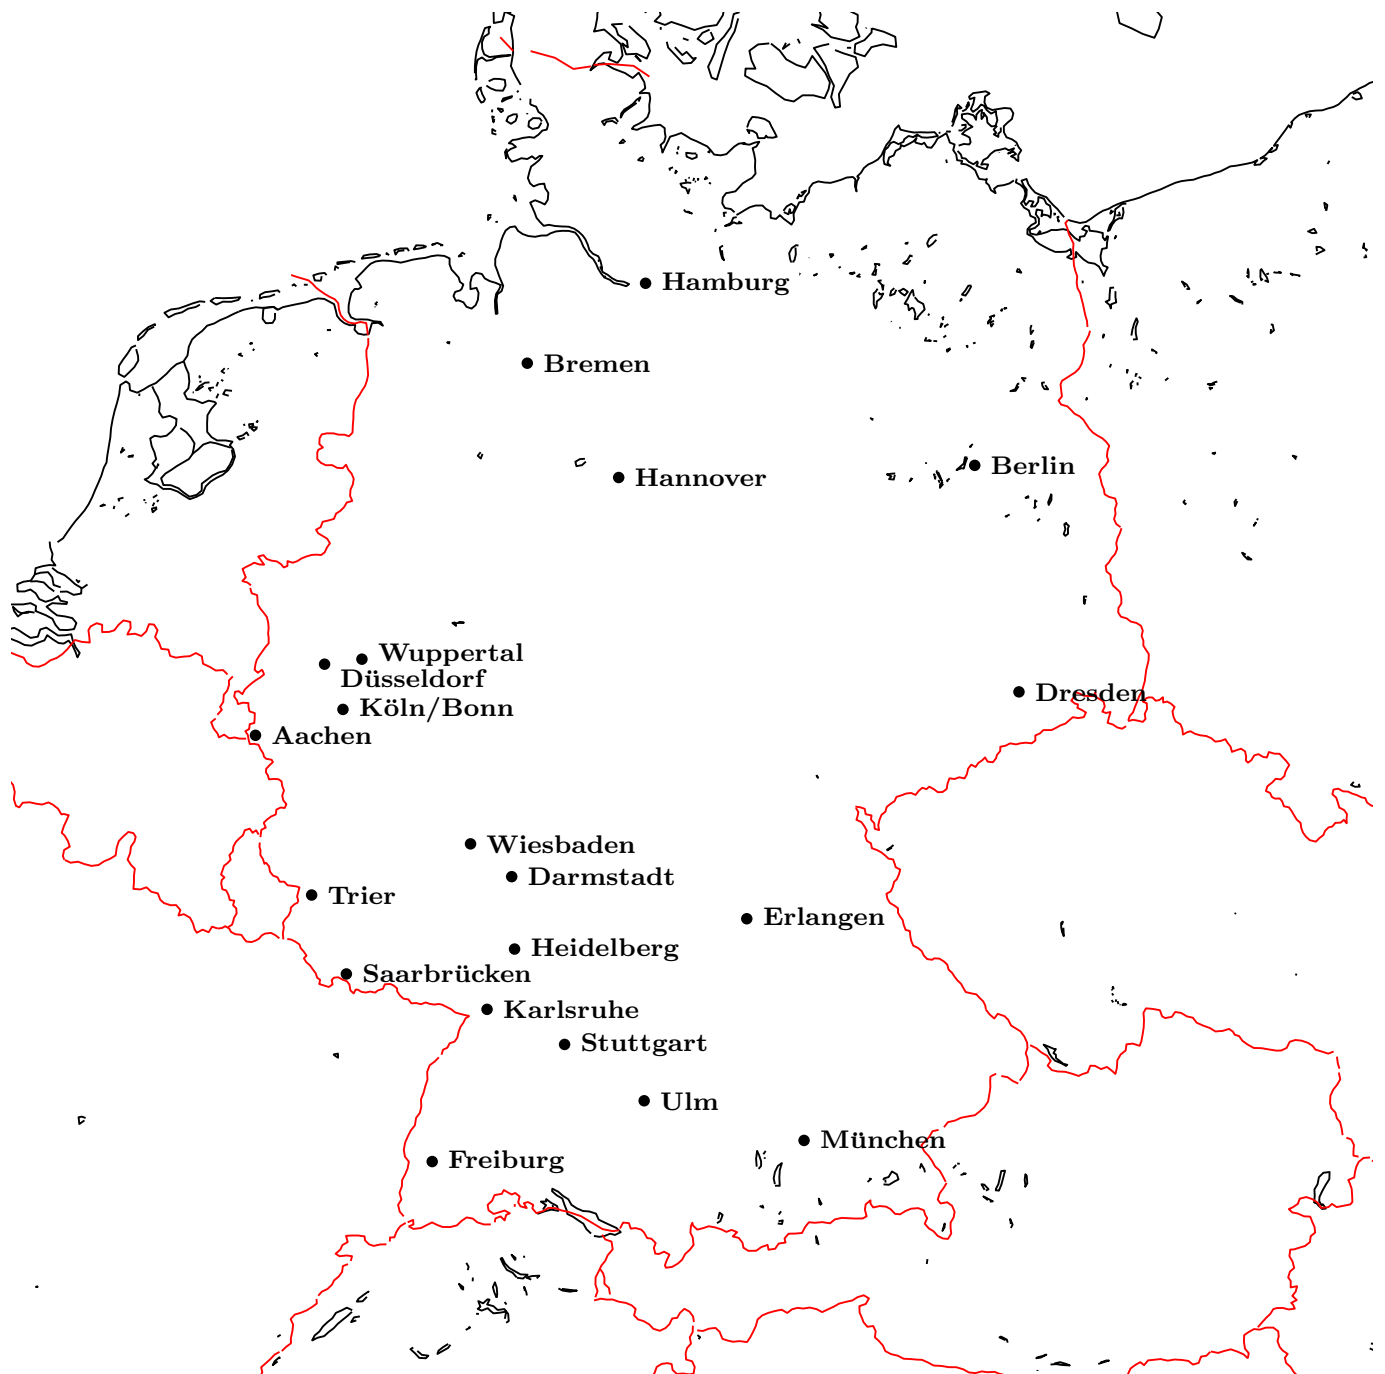 Hamburg
Bremen
Berlin
Hannover
Wuppertal
Düsseldorf
Dresden
Köln/Bonn
Aachen
Wiesbaden
Darmstadt
Trier
Erlangen
Heidelberg
Saarbrücken
Karlsruhe
Stuttgart
Ulm
München
Freiburg